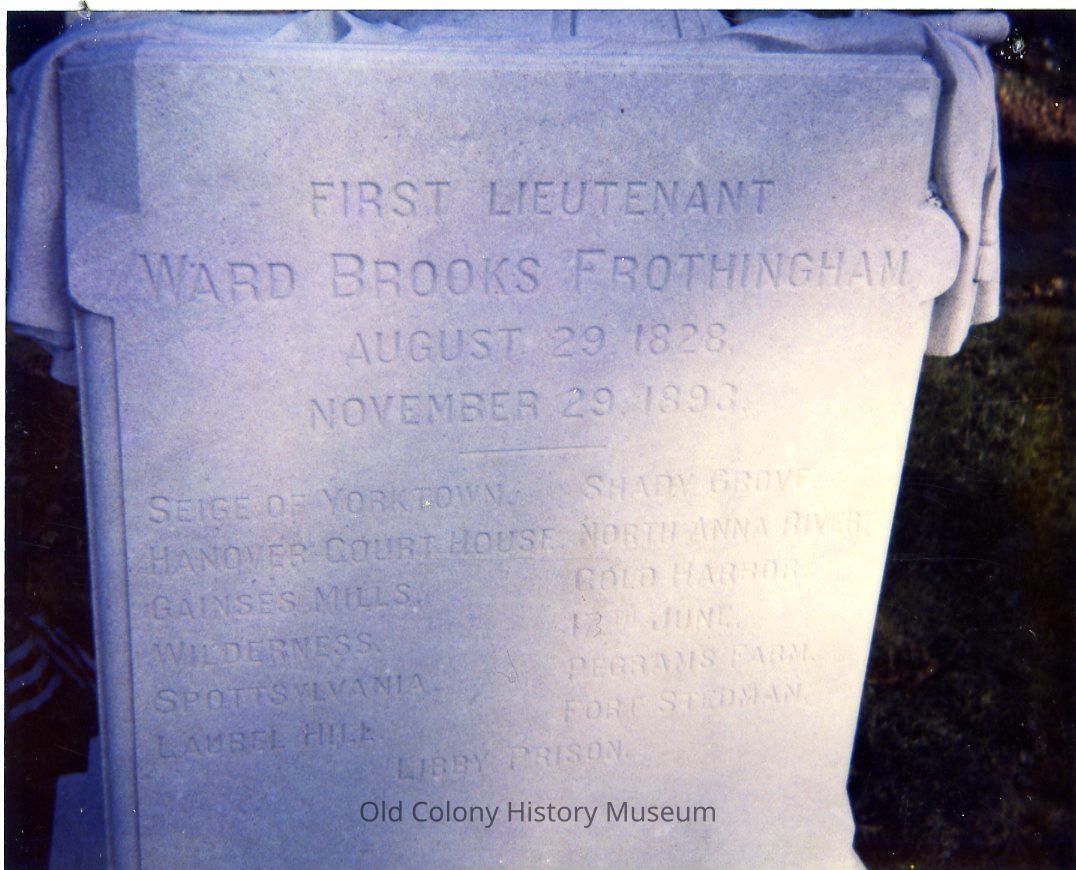 FIRST LIEUTENANT
WARD BROOKS FROTHINGHAM
AUGUST 29 1828.
NOVEMBER 29. 1893.
SEIGE OF YORKTOWN.
HANOVER COURT HOUSE.
GAINSES MILLS.
WILDERNESS.
SPOTTSYLVANIA.
LAUREL HILL.
SHADY GROVE.
NORTH ANNA RIVER.
COLD HARBOR.
13TH JUNE.
PEGRAMS FARM.
FORT STEDMAN.
LIBBY PRISON.
Old Colony History Museum